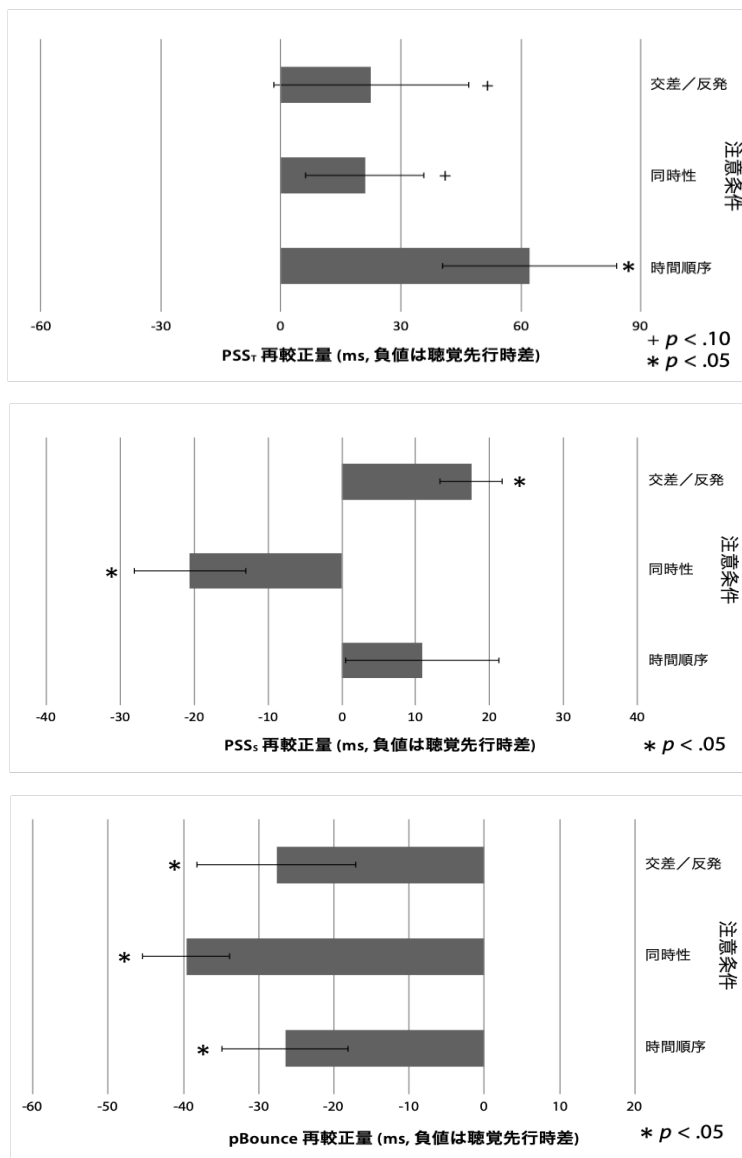 交差／反発
+
同時性
+
注意条件
時間順序
*
-60 -30 0 30 60 90
PSST 再較正量 (ms, 負値は聴覚先行時差)
+ p < .10
* p < .05
交差／反発
*
同時性
*
注意条件
時間順序
-40 -30 -20 -10 0 10 20 30 40
PSSS 再較正量 (ms, 負値は聴覚先行時差)
* p < .05
交差／反発
*
同時性
*
注意条件
時間順序
*
-60 -50 -40 -30 -20 -10 0 10 20
pBounce 再較正量 (ms, 負値は聴覚先行時差)
* p < .05